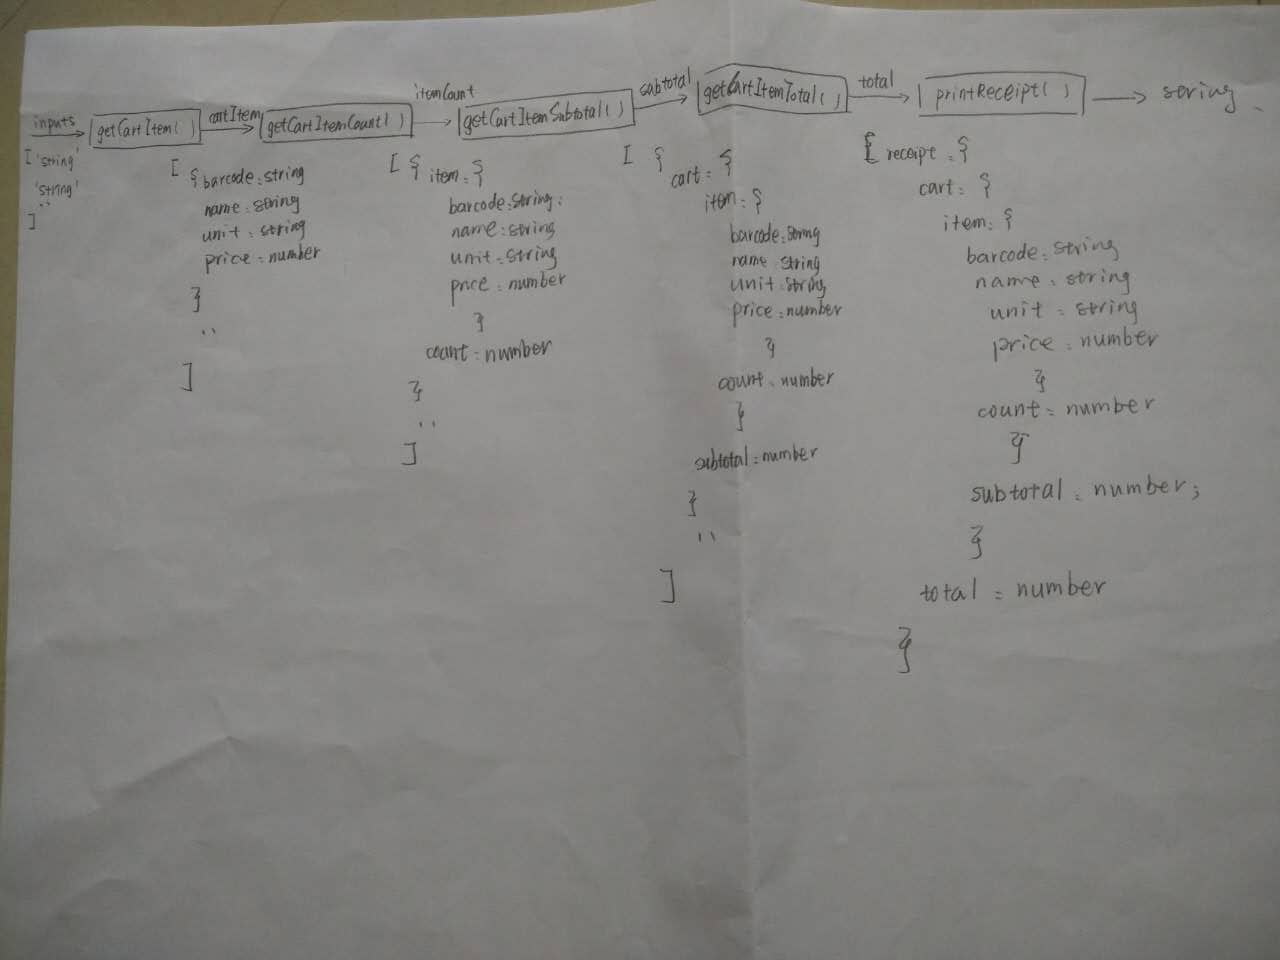 inputs
getCartItem()
cartItem
getCartItemCount()
itemCount
getCartItemSubtotal()
subtotal
getCartItemTotal()
total
printReceipt()
string
[ 'string'
'string'
..
]
[ { barcode: string
name: string
unit: string
price: number
}
..
]
[ { item: {
barcode: string;
name: string
unit: string
price: number
}
count: number
}
..
]
[ {
cart: {
item: {
barcode: string
name: string
unit: string
price: number
}
count: number
}
subtotal: number
}
..
]
receipt: {
cart: {
item: {
barcode: string
name: string
unit: string
price: number
}
count: number
}
subtotal: number;
}
total: number
}